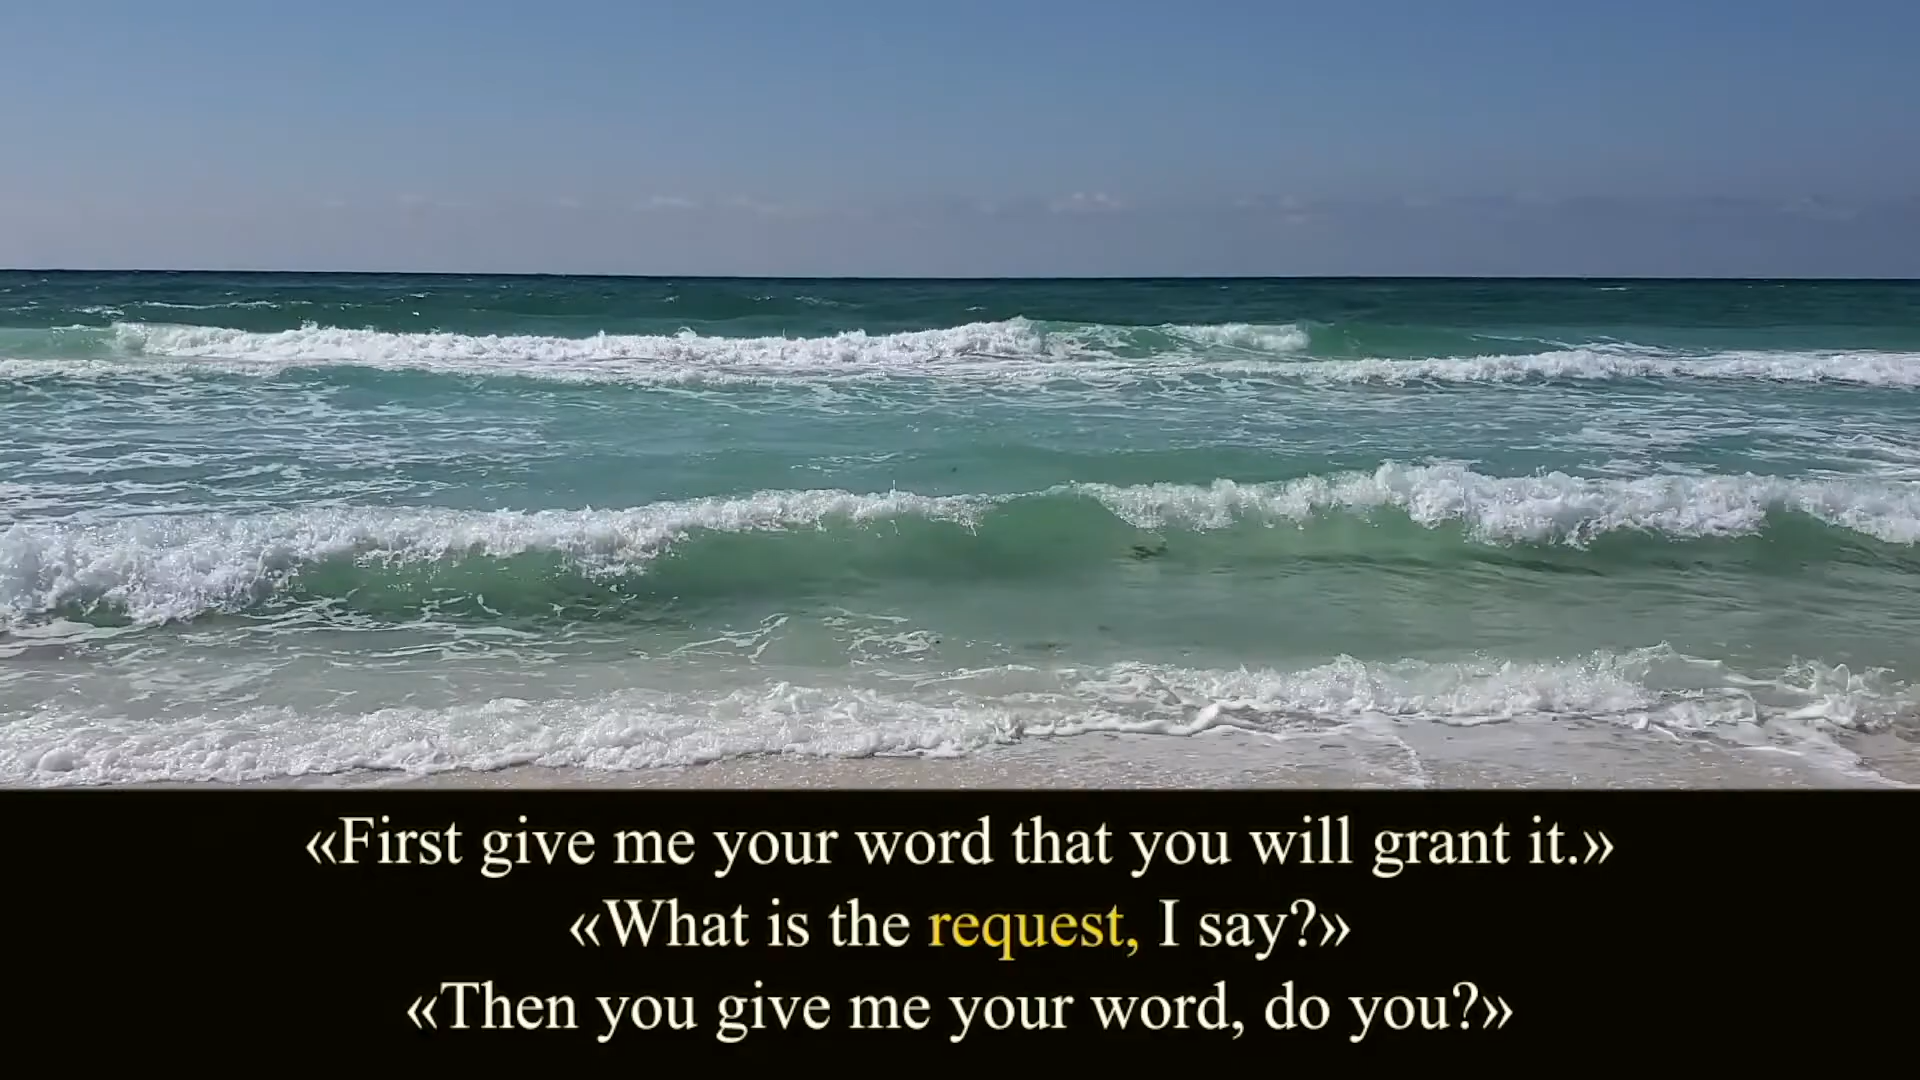 «First give me your word that you will grant it.»
«What is the request, I say?»
«Then you give me your word, do you?»